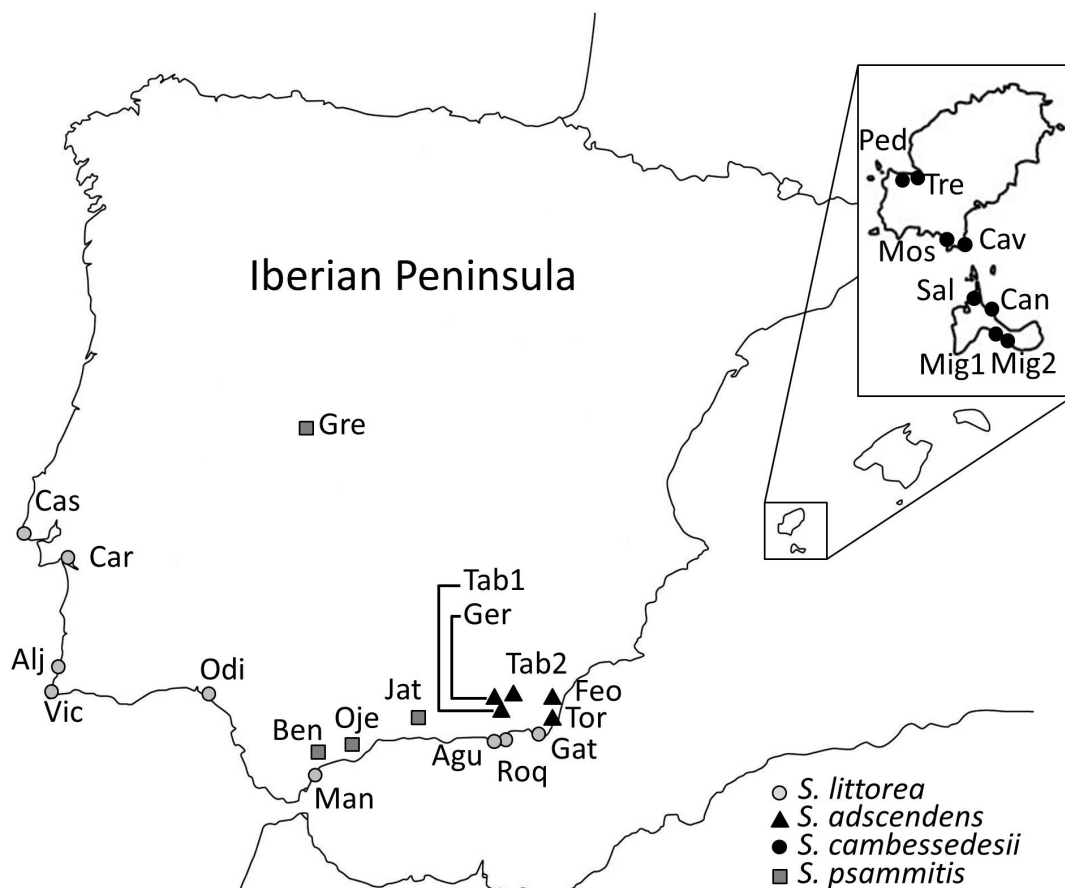 Ped
Tre
Mos
Cav
Sal
Can
Mig1
Mig2
Iberian Peninsula
Gre
Cas
Car
Tab1
Ger
Tab2
Alj
Odi
Feo
Vic
Jat
Tor
Ben
Oje
Agu
Roq
Gat
Man
S. littorea
S. adscendens
S. cambessedesii
S. psammitis